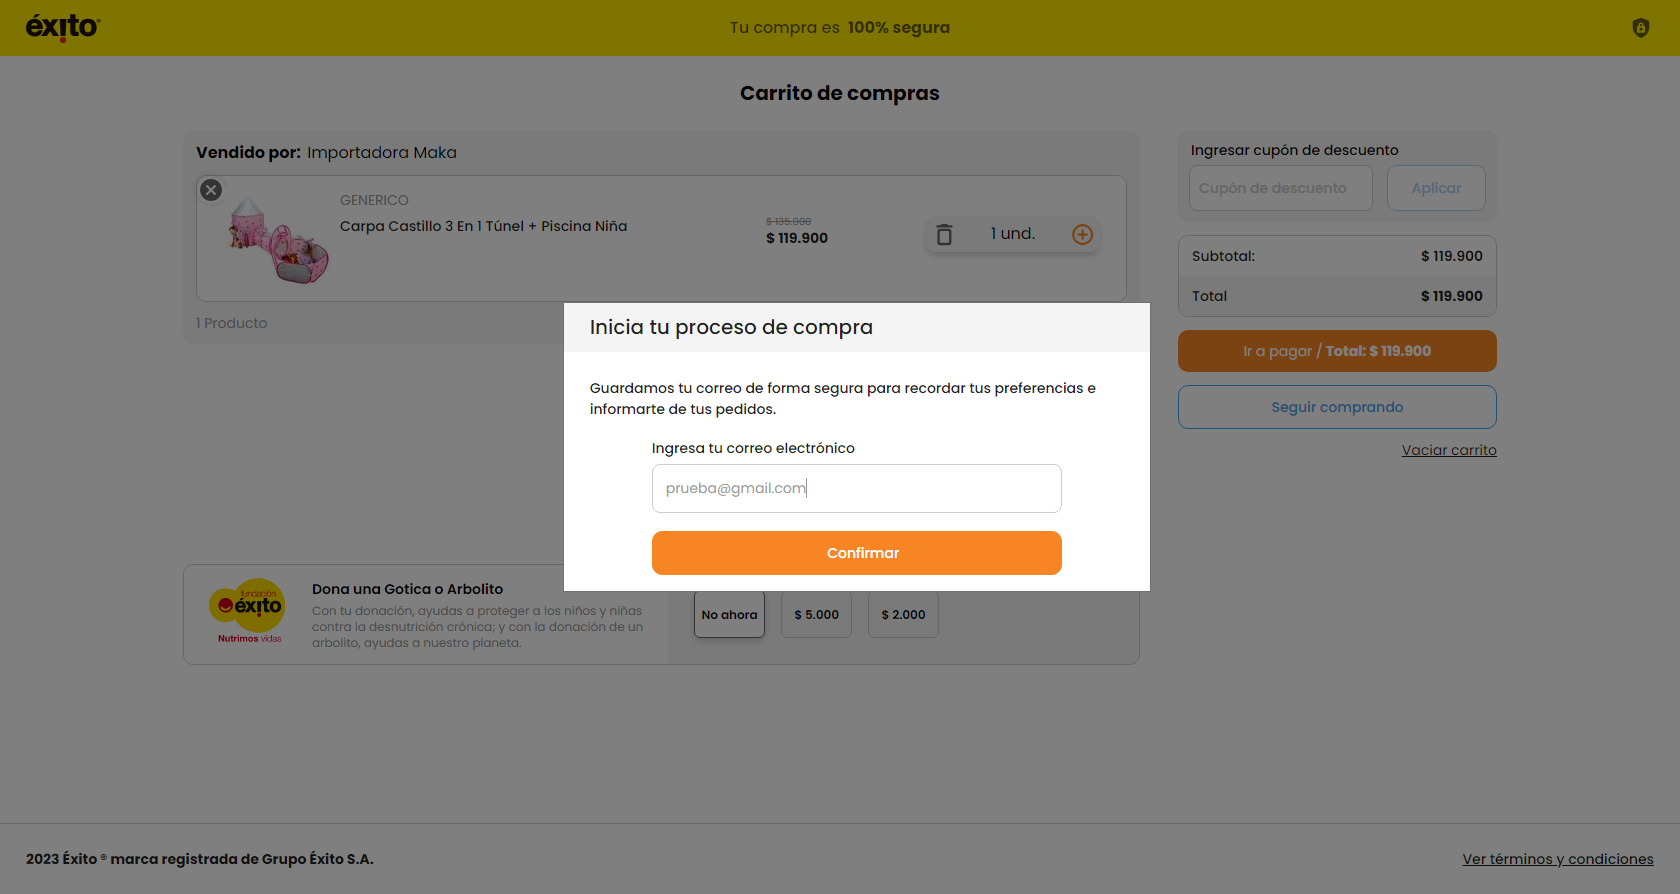 éxito®
Tu compra es 100% segura
Carrito de compras
Vendido por: Importadora Maka
GENERICO
Carpa Castillo 3 En 1 Túnel + Piscina Niña
$ 135.000
$ 119.900
1 und.
1 Producto
Ingresar cupón de descuento
Cupón de descuento
Aplicar
Subtotal: $ 119.900
Total $ 119.900
Ir a pagar / Total: $ 119.900
Seguir comprando
Vaciar carrito
Inicia tu proceso de compra
Guardamos tu correo de forma segura para recordar tus preferencias e
informarte de tus pedidos.
Ingresa tu correo electrónico
prueba@gmail.com
Confirmar
fundación
éxito
Nutrimos vidas
Dona una Gotica o Arbolito
Con tu donación, ayudas a proteger a los niños y niñas
contra la desnutrición crónica; y con la donación de un
arbolito, ayudas a nuestro planeta.
No ahora
$ 5.000
$ 2.000
2023 Éxito ® marca registrada de Grupo Éxito S.A.
Ver términos y condiciones